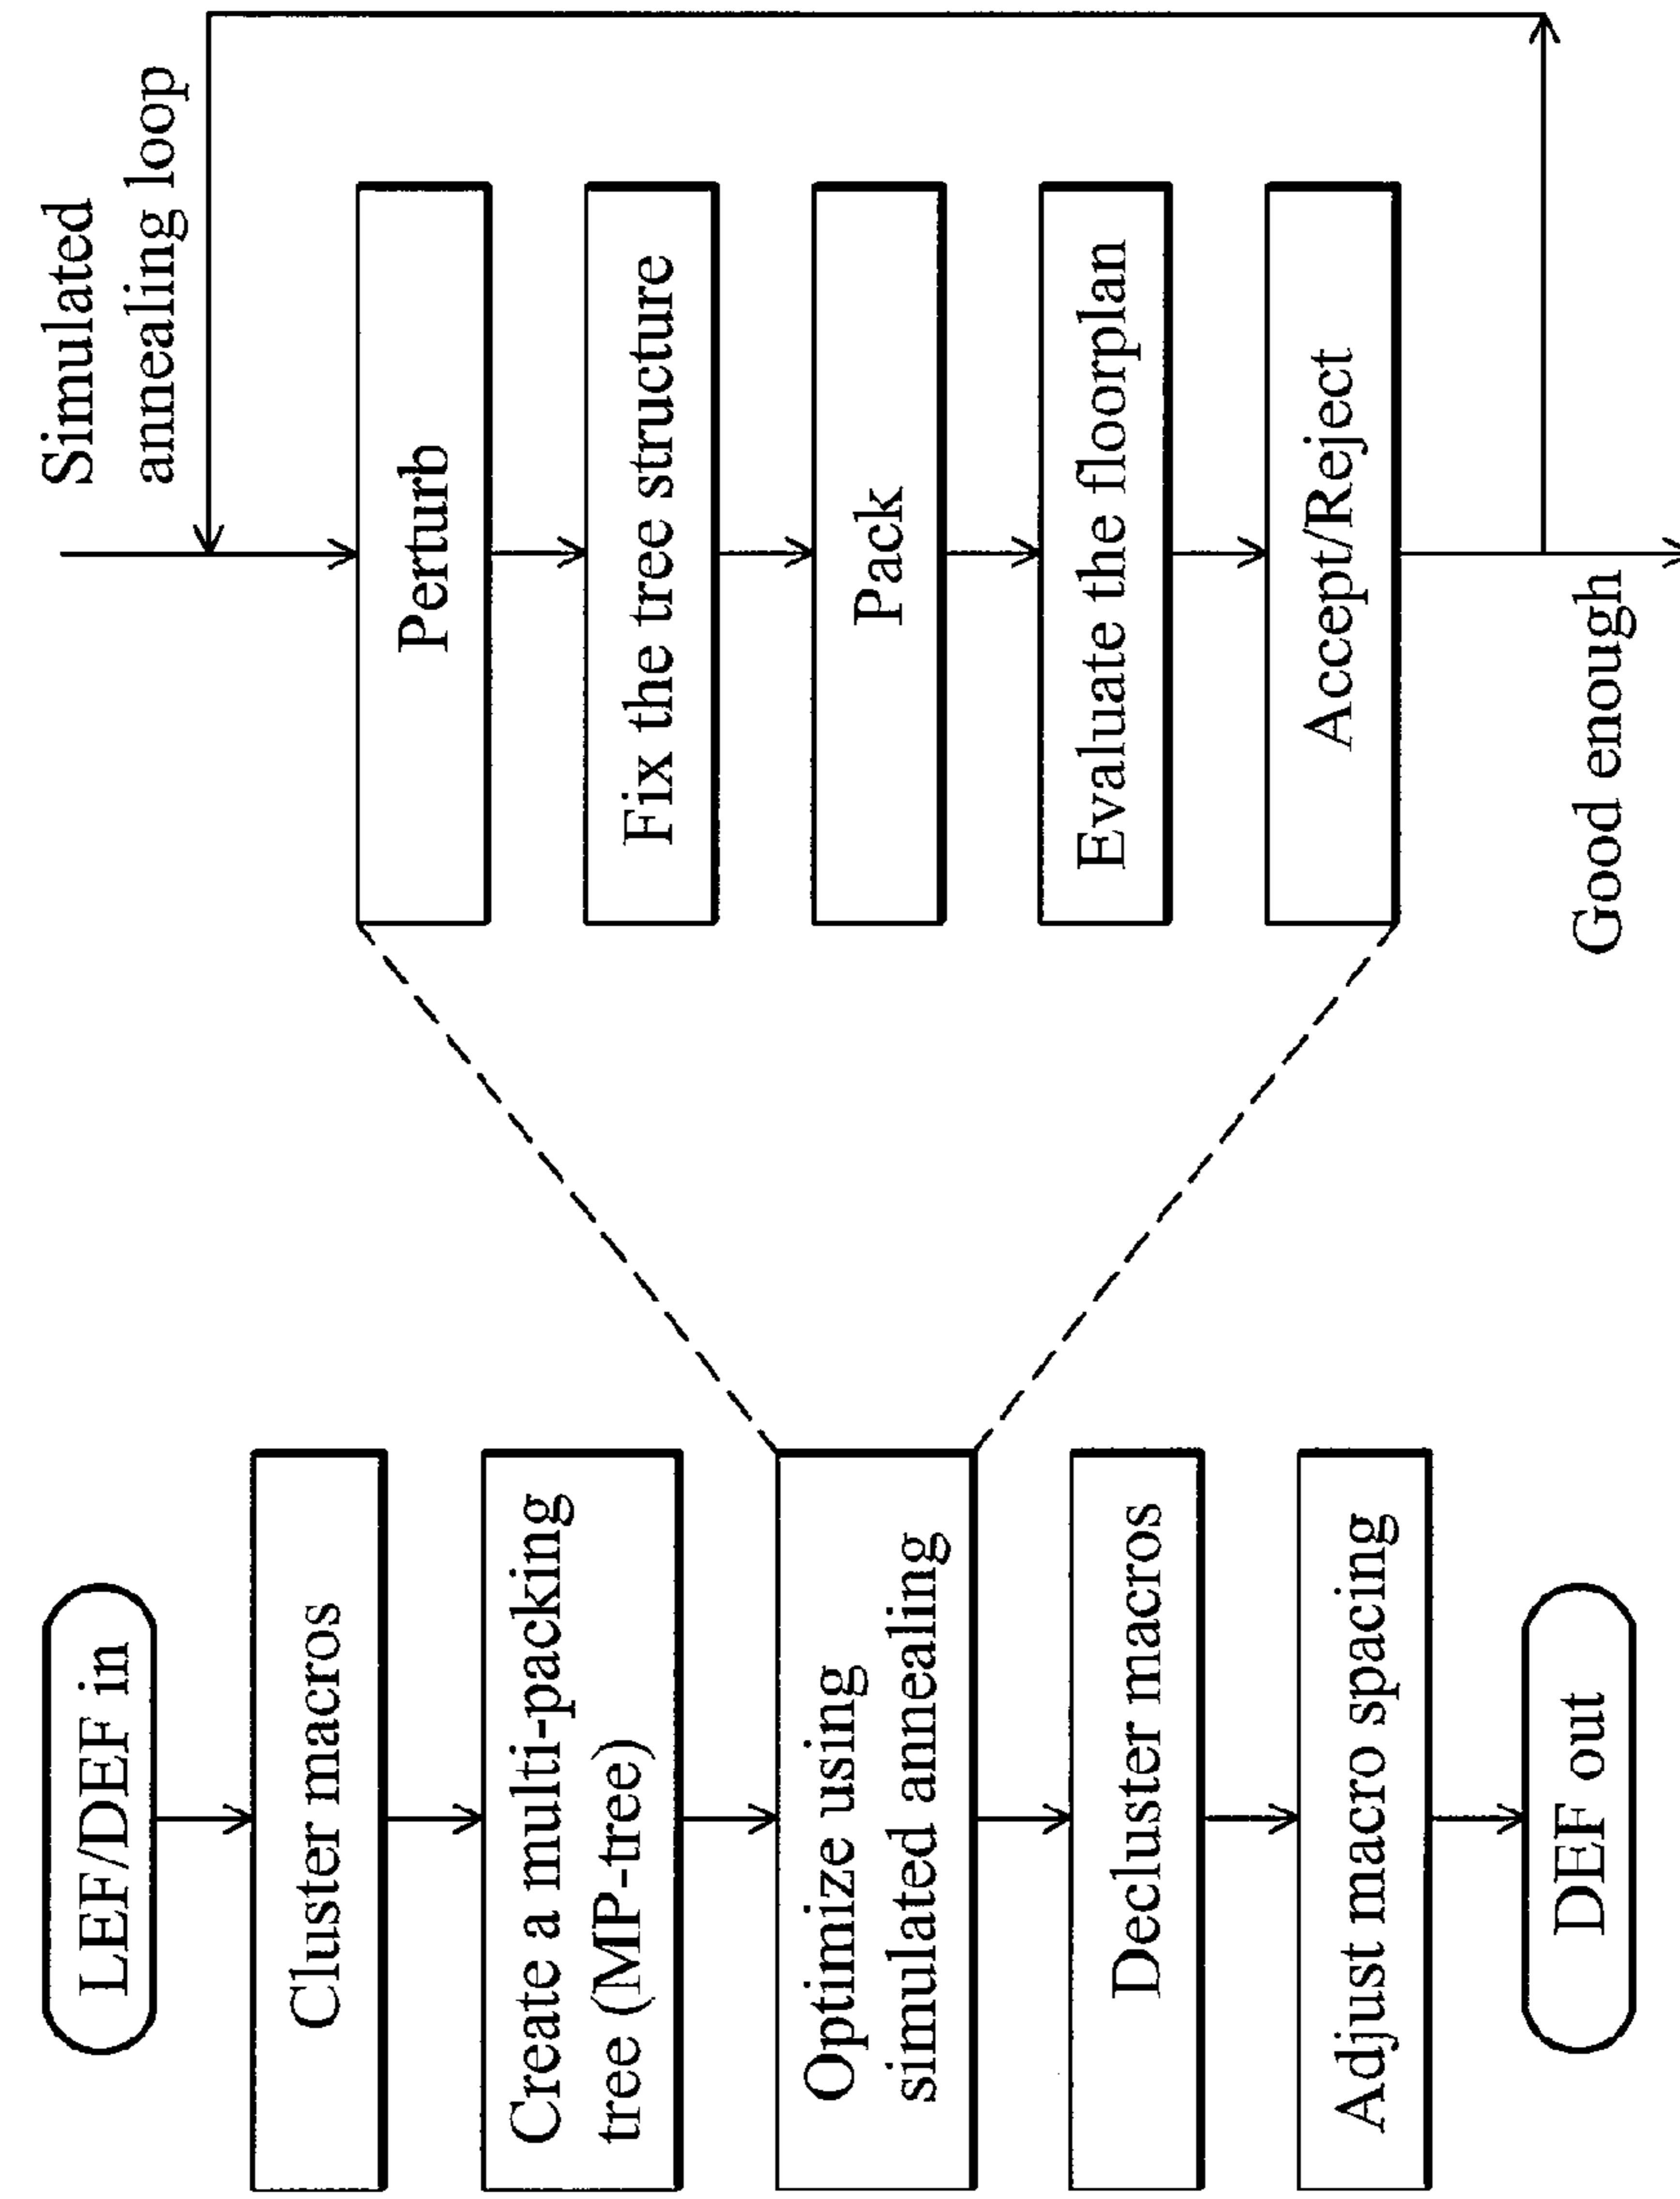 LEF/DEF in
Cluster macros
Create a multi-packing
tree (MP-tree)
Optimize using
simulated annealing
Decluster macros
Adjust macro spacing
DEF out
Simulated
annealing loop
Perturb
Fix the tree structure
Pack
Evaluate the floorplan
Accept/Reject
Good enough